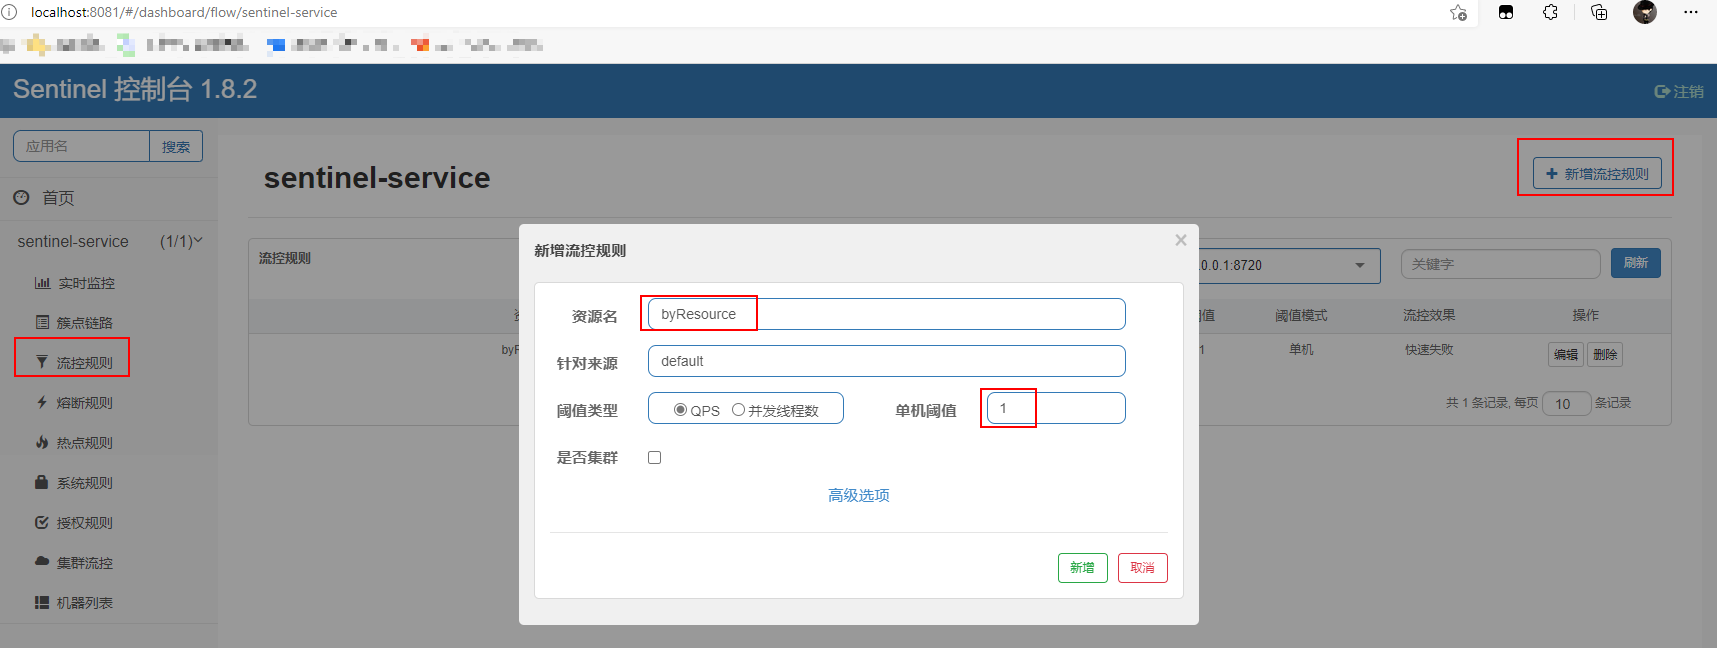 localhost:8081/#/dashboard/flow/sentinel-service
Sentinel 控制台 1.8.2
注销
应用名
搜索
首页
sentinel-service (1/1)
实时监控
簇点链路
流控规则
熔断规则
热点规则
系统规则
授权规则
集群流控
机器列表
sentinel-service
新增流控规则
流控规则
.0.0.1:8720
关键字
刷新
阈值模式
流控效果
操作
byF
1
单机
快速失败
编辑
删除
共 1 条记录, 每页 10 条记录
新增流控规则
×
资源名 byResource
针对来源 default
阈值类型 QPS 并发线程数 单机阈值 1
是否集群
高级选项
新增
取消